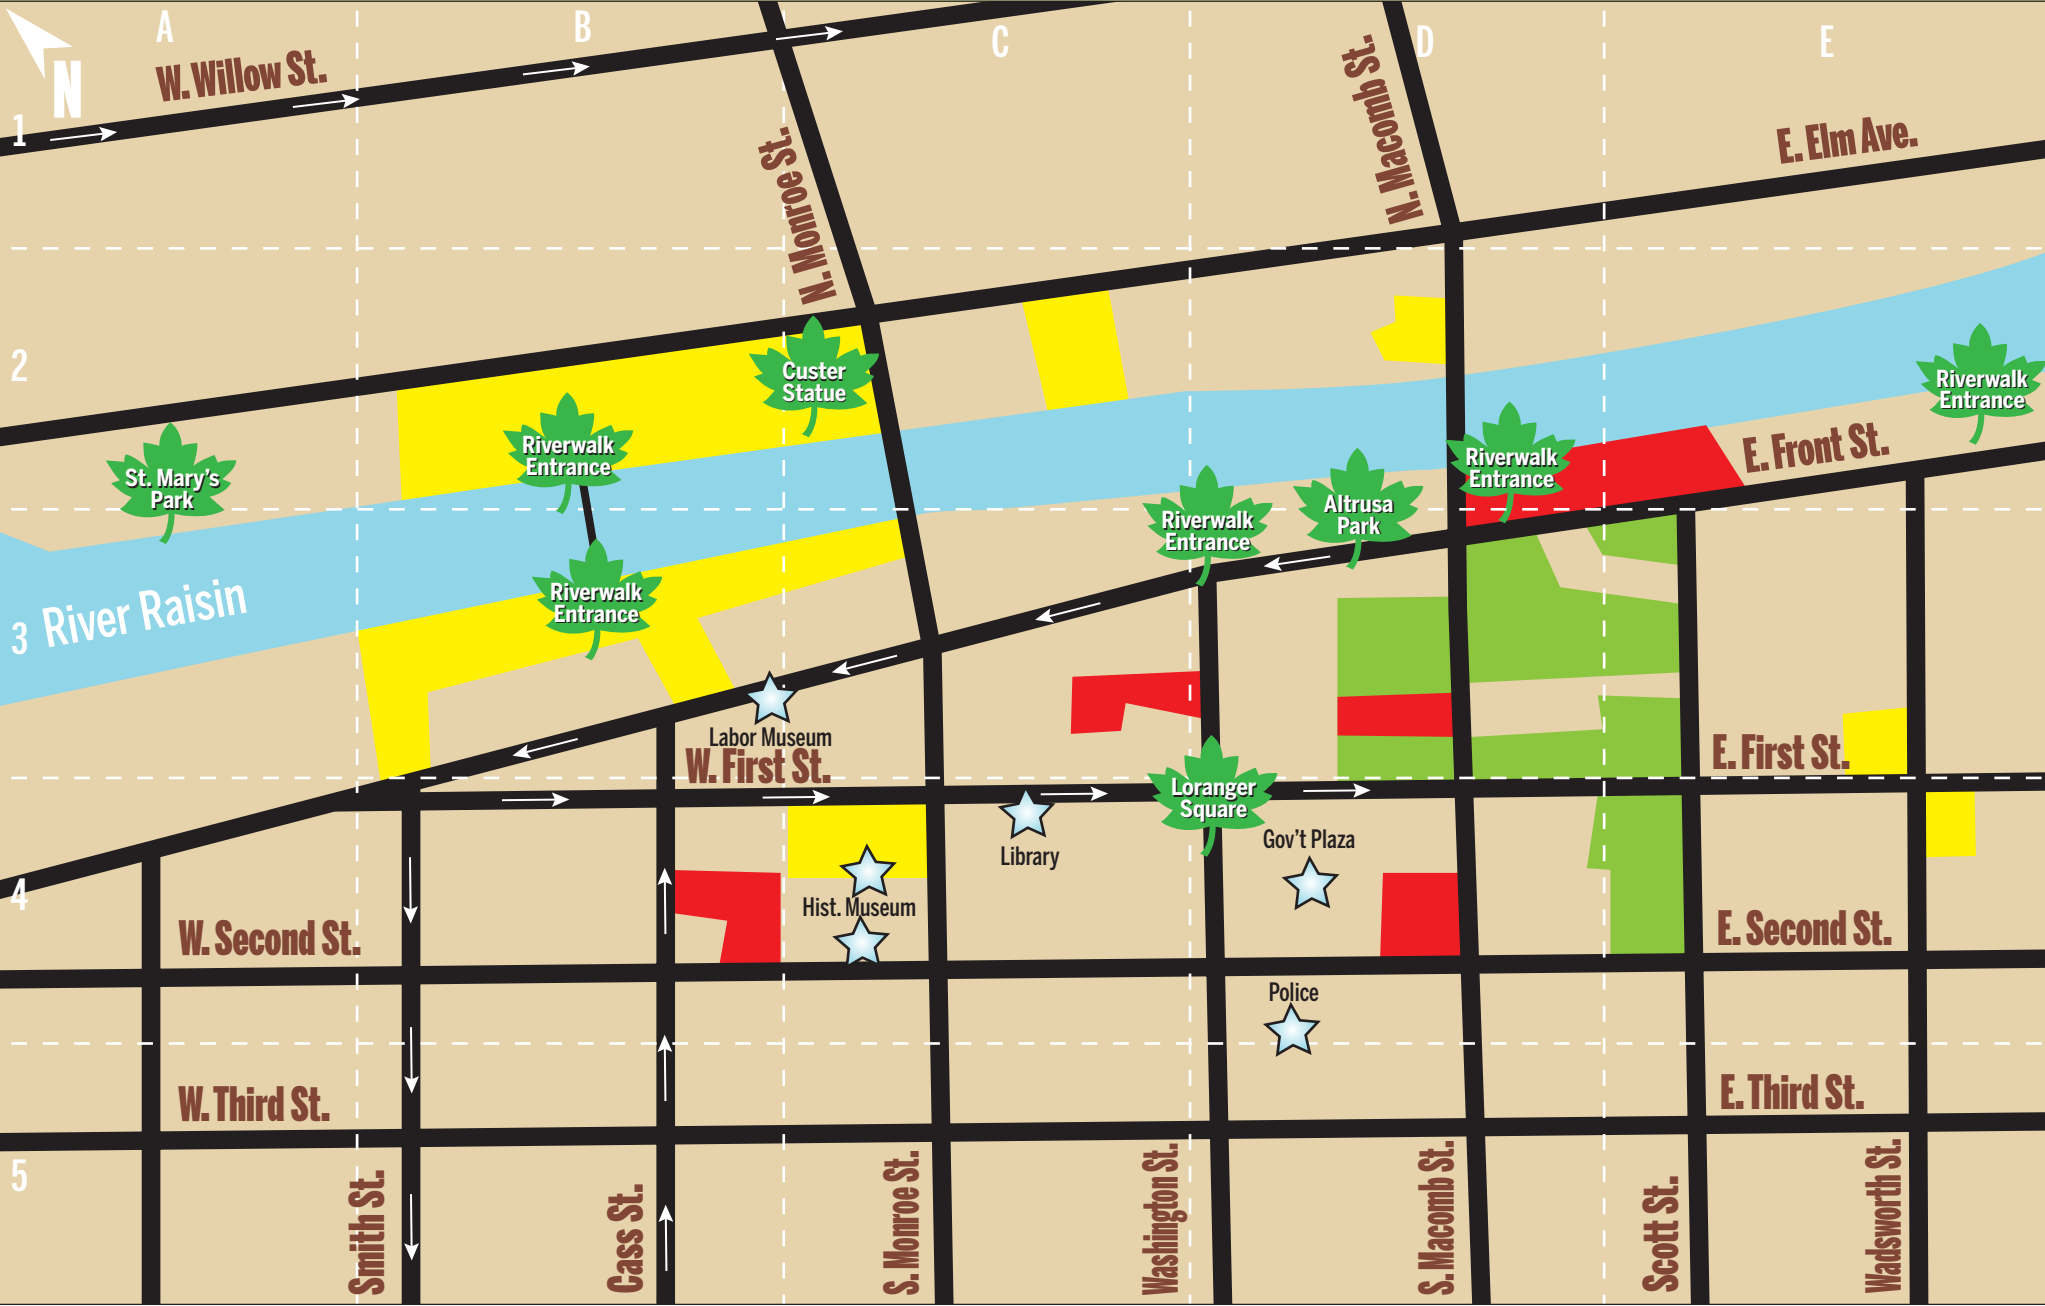 A
B
C
D
E
N
1
W. Willow St.
N. Monroe St.
N. Macomb St.
E. Elm Ave.
2
Custer
Statue
Riverwalk
Entrance
St. Mary's
Park
Riverwalk
Entrance
Altrusa
Park
Riverwalk
Entrance
Riverwalk
Entrance
E. Front St.
3
River Raisin
Riverwalk
Entrance
Labor Museum
W. First St.
E. First St.
Loranger
Square
Library
Gov't Plaza
4
Hist. Museum
W. Second St.
E. Second St.
Police
W. Third St.
E. Third St.
5
Smith St.
Cass St.
S. Monroe St.
Washington St.
S. Macomb St.
Scott St.
Wadsworth St.